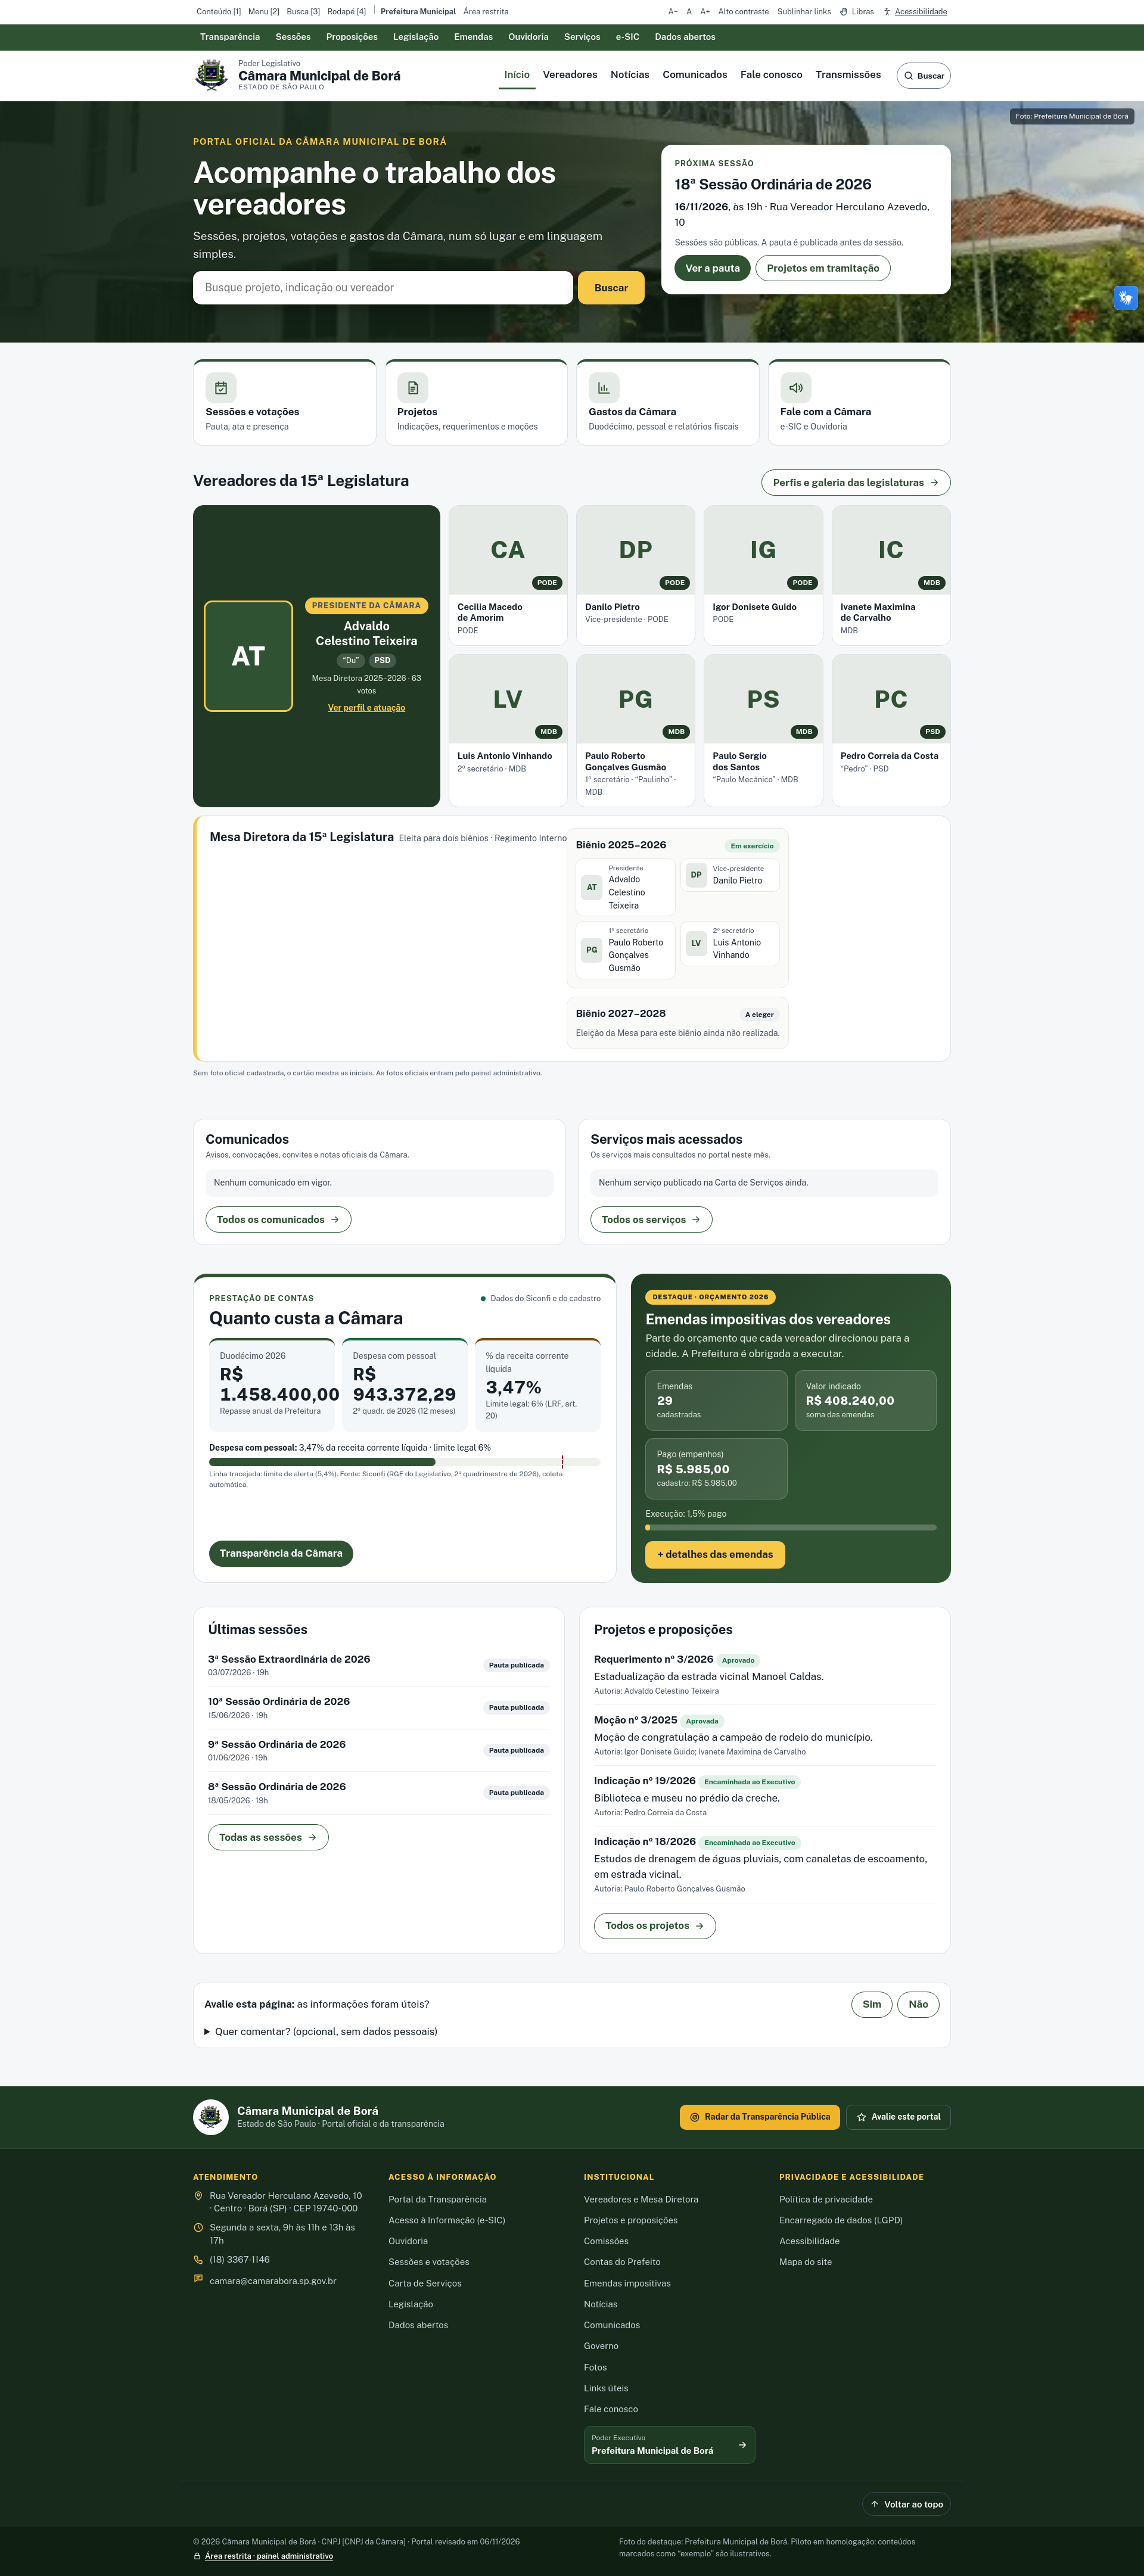 Conteúdo [1] Menu [2] Busca [3] Rodapé [4] Prefeitura Municipal Área restrita A− A A+ Alto contraste Sublinhar links Libras Acessibilidade
Transparência Sessões Proposições Legislação Emendas Ouvidoria Serviços e-SIC Dados abertos
Poder Legislativo
Câmara Municipal de Borá
ESTADO DE SÃO PAULO
Início Vereadores Notícias Comunicados Fale conosco Transmissões Buscar
Foto: Prefeitura Municipal de Borá
PORTAL OFICIAL DA CÂMARA MUNICIPAL DE BORÁ
Acompanhe o trabalho dos
vereadores
Sessões, projetos, votações e gastos da Câmara, num só lugar e em linguagem
simples.
Busque projeto, indicação ou vereador
Buscar
PRÓXIMA SESSÃO
18ª Sessão Ordinária de 2026
16/11/2026, às 19h · Rua Vereador Herculano Azevedo,
10
Sessões são públicas. A pauta é publicada antes da sessão.
Ver a pauta Projetos em tramitação
Sessões e votações
Pauta, ata e presença
Projetos
Indicações, requerimentos e moções
Gastos da Câmara
Duodécimo, pessoal e relatórios fiscais
Fale com a Câmara
e-SIC e Ouvidoria
Vereadores da 15ª Legislatura
Perfis e galeria das legislaturas
AT
PRESIDENTE DA CÂMARA
Advaldo
Celestino Teixeira
"Du" PSD
Mesa Diretora 2025–2026 · 63
votos
Ver perfil e atuação
CA
PODE
Cecilia Macedo
de Amorim
PODE
DP
PODE
Danilo Pietro
Vice-presidente · PODE
IG
PODE
Igor Donisete Guido
PODE
IC
MDB
Ivanete Maximina
de Carvalho
MDB
LV
MDB
Luis Antonio Vinhando
2º secretário · MDB
PG
MDB
Paulo Roberto
Gonçalves Gusmão
1º secretário · "Paulinho" ·
MDB
PS
MDB
Paulo Sergio
dos Santos
"Paulo Mecânico" · MDB
PC
PSD
Pedro Correia da Costa
"Pedro" · PSD
Mesa Diretora da 15ª Legislatura Eleita para dois biênios · Regimento Interno
Biênio 2025–2026 Em exercício
AT
Presidente
Advaldo
Celestino
Teixeira
DP
Vice-presidente
Danilo Pietro
PG
1º secretário
Paulo Roberto
Gonçalves
Gusmão
LV
2º secretário
Luis Antonio
Vinhando
Biênio 2027–2028 A eleger
Eleição da Mesa para este biênio ainda não realizada.
Sem foto oficial cadastrada, o cartão mostra as iniciais. As fotos oficiais entram pelo painel administrativo.
Comunicados
Avisos, convocações, convites e notas oficiais da Câmara.
Nenhum comunicado em vigor.
Todos os comunicados
Serviços mais acessados
Os serviços mais consultados no portal neste mês.
Nenhum serviço publicado na Carta de Serviços ainda.
Todos os serviços
PRESTAÇÃO DE CONTAS
Dados do Siconfi e do cadastro
Quanto custa a Câmara
Duodécimo 2026
R$
1.458.400,00
Repasse anual da Prefeitura
Despesa com pessoal
R$
943.372,29
2º quadr. de 2026 (12 meses)
% da receita corrente
líquida
3,47%
Limite legal: 6% (LRF, art.
20)
Despesa com pessoal: 3,47% da receita corrente líquida · limite legal 6%
Linha tracejada: limite de alerta (5,4%). Fonte: Siconfi (RGF do Legislativo, 2º quadrimestre de 2026), coleta
automática.
Transparência da Câmara
DESTAQUE · ORÇAMENTO 2026
Emendas impositivas dos vereadores
Parte do orçamento que cada vereador direcionou para a
cidade. A Prefeitura é obrigada a executar.
Emendas
29
cadastradas
Valor indicado
R$ 408.240,00
soma das emendas
Pago (empenhos)
R$ 5.985,00
cadastro: R$ 5.985,00
Execução: 1,5% pago
+ detalhes das emendas
Últimas sessões
3ª Sessão Extraordinária de 2026
03/07/2026 · 19h
Pauta publicada
10ª Sessão Ordinária de 2026
15/06/2026 · 19h
Pauta publicada
9ª Sessão Ordinária de 2026
01/06/2026 · 19h
Pauta publicada
8ª Sessão Ordinária de 2026
18/05/2026 · 19h
Pauta publicada
Todas as sessões
Projetos e proposições
Requerimento nº 3/2026 Aprovado
Estadualização da estrada vicinal Manoel Caldas.
Autoria: Advaldo Celestino Teixeira
Moção nº 3/2025 Aprovada
Moção de congratulação a campeão de rodeio do município.
Autoria: Igor Donisete Guido; Ivanete Maximina de Carvalho
Indicação nº 19/2026 Encaminhada ao Executivo
Biblioteca e museu no prédio da creche.
Autoria: Pedro Correia da Costa
Indicação nº 18/2026 Encaminhada ao Executivo
Estudos de drenagem de águas pluviais, com canaletas de escoamento,
em estrada vicinal.
Autoria: Paulo Roberto Gonçalves Gusmão
Todos os projetos
Avalie esta página: as informações foram úteis?
Sim Não
Quer comentar? (opcional, sem dados pessoais)
Câmara Municipal de Borá
Estado de São Paulo · Portal oficial e da transparência
Radar da Transparência Pública Avalie este portal
ATENDIMENTO
Rua Vereador Herculano Azevedo, 10
· Centro · Borá (SP) · CEP 19740-000
Segunda a sexta, 9h às 11h e 13h às
17h
(18) 3367-1146
camara@camarabora.sp.gov.br
ACESSO À INFORMAÇÃO
Portal da Transparência
Acesso à Informação (e-SIC)
Ouvidoria
Sessões e votações
Carta de Serviços
Legislação
Dados abertos
INSTITUCIONAL
Vereadores e Mesa Diretora
Projetos e proposições
Comissões
Contas do Prefeito
Emendas impositivas
Notícias
Comunicados
Governo
Fotos
Links úteis
Fale conosco
Poder Executivo
Prefeitura Municipal de Borá
PRIVACIDADE E ACESSIBILIDADE
Política de privacidade
Encarregado de dados (LGPD)
Acessibilidade
Mapa do site
Voltar ao topo
© 2026 Câmara Municipal de Borá · CNPJ [CNPJ da Câmara] · Portal revisado em 06/11/2026
Área restrita · painel administrativo
Foto do destaque: Prefeitura Municipal de Borá. Piloto em homologação: conteúdos
marcados como "exemplo" são ilustrativos.